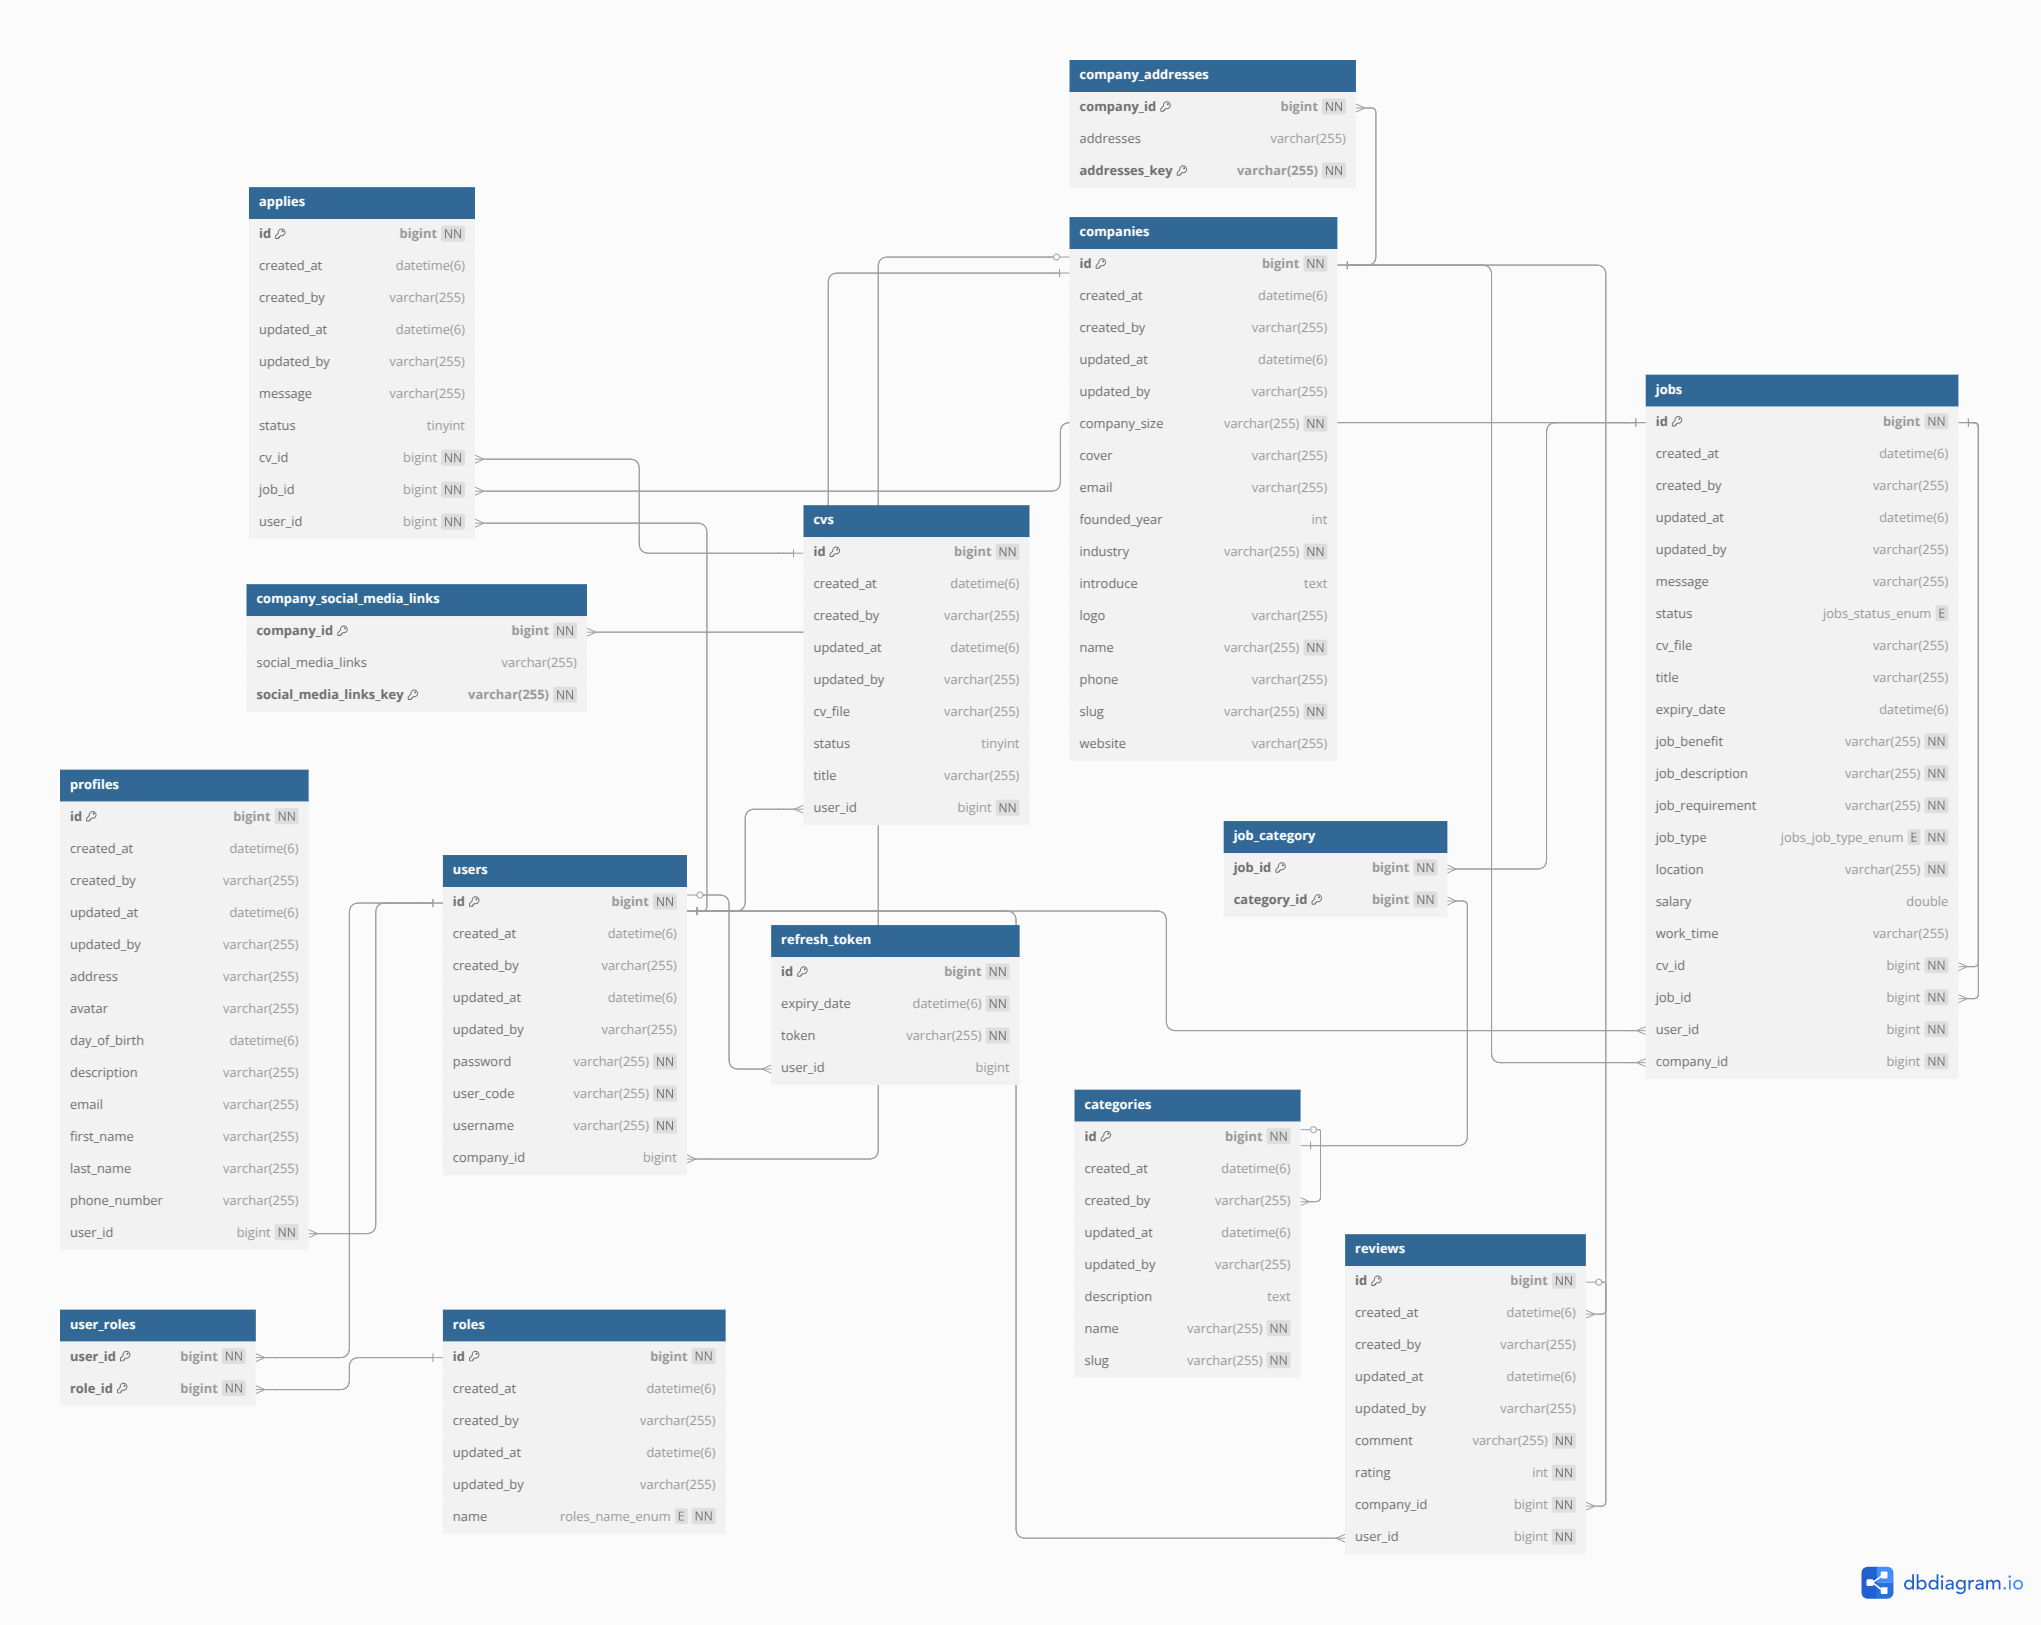 company_addresses
company_id bigint NN
addresses varchar(255)
addresses_key varchar(255) NN
applies
id bigint NN
created_at datetime(6)
created_by varchar(255)
updated_at datetime(6)
updated_by varchar(255)
message varchar(255)
status tinyint
cv_id bigint NN
job_id bigint NN
user_id bigint NN
companies
id bigint NN
created_at datetime(6)
created_by varchar(255)
updated_at datetime(6)
updated_by varchar(255)
company_size varchar(255) NN
cover varchar(255)
email varchar(255)
founded_year int
industry varchar(255) NN
introduce text
logo varchar(255)
name varchar(255) NN
phone varchar(255)
slug varchar(255) NN
website varchar(255)
jobs
id bigint NN
created_at datetime(6)
created_by varchar(255)
updated_at datetime(6)
updated_by varchar(255)
message varchar(255)
status jobs_status_enum E
cv_file varchar(255)
title varchar(255)
expiry_date datetime(6)
job_benefit varchar(255) NN
job_description varchar(255) NN
job_requirement varchar(255) NN
job_type jobs_job_type_enum E NN
location varchar(255) NN
salary double
work_time varchar(255)
cv_id bigint NN
job_id bigint NN
user_id bigint NN
company_id bigint NN
cvs
id bigint NN
created_at datetime(6)
created_by varchar(255)
updated_at datetime(6)
updated_by varchar(255)
cv_file varchar(255)
status tinyint
title varchar(255)
user_id bigint NN
company_social_media_links
company_id bigint NN
social_media_links varchar(255)
social_media_links_key varchar(255) NN
profiles
id bigint NN
created_at datetime(6)
created_by varchar(255)
updated_at datetime(6)
updated_by varchar(255)
address varchar(255)
avatar varchar(255)
day_of_birth datetime(6)
description varchar(255)
email varchar(255)
first_name varchar(255)
last_name varchar(255)
phone_number varchar(255)
user_id bigint NN
users
id bigint NN
created_at datetime(6)
created_by varchar(255)
updated_at datetime(6)
updated_by varchar(255)
password varchar(255) NN
user_code varchar(255) NN
username varchar(255) NN
company_id bigint
job_category
job_id bigint NN
category_id bigint NN
refresh_token
id bigint NN
expiry_date datetime(6) NN
token varchar(255) NN
user_id bigint
categories
id bigint NN
created_at datetime(6)
created_by varchar(255)
updated_at datetime(6)
updated_by varchar(255)
description text
name varchar(255) NN
slug varchar(255) NN
reviews
id bigint NN
created_at datetime(6)
created_by varchar(255)
updated_at datetime(6)
updated_by varchar(255)
comment varchar(255) NN
rating int NN
company_id bigint NN
user_id bigint NN
user_roles
user_id bigint NN
role_id bigint NN
roles
id bigint NN
created_at datetime(6)
created_by varchar(255)
updated_at datetime(6)
updated_by varchar(255)
name roles_name_enum E NN
dbdiagram.io